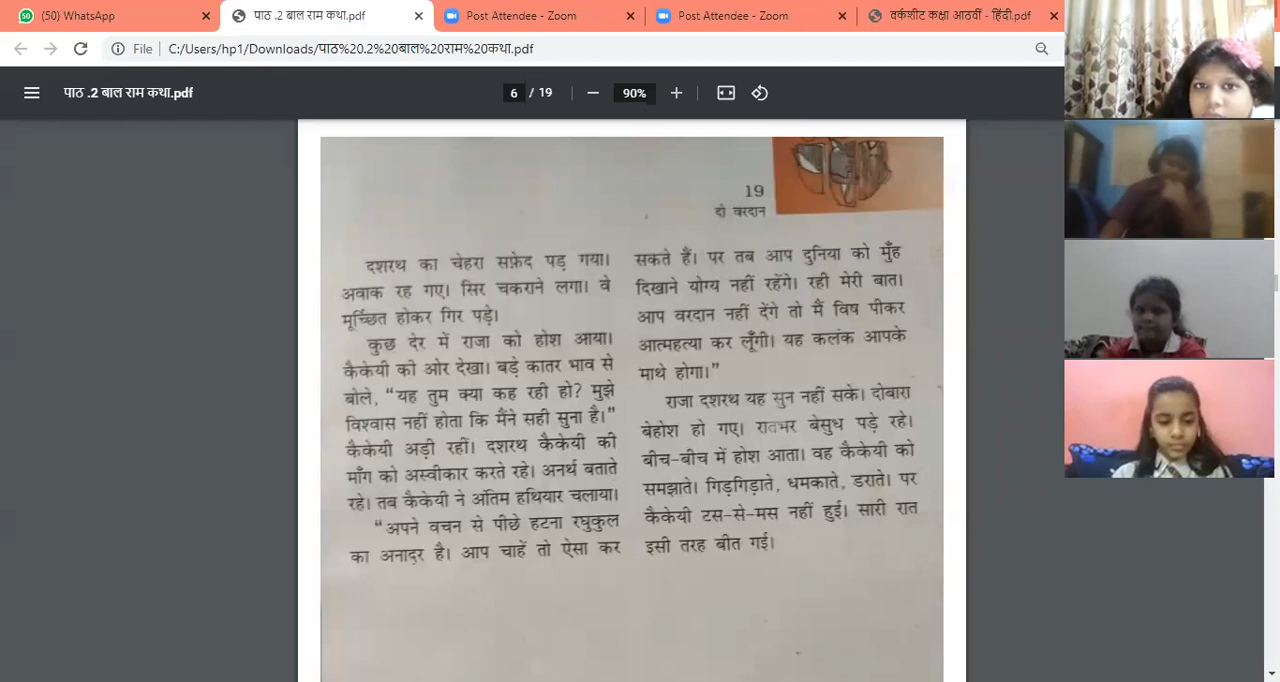 (50) WhatsApp
पाठ .2 बाल राम कथा.pdf
Post Attendee - Zoom
Post Attendee - Zoom
वर्कशीट कक्षा आठवीं - हिंदी.pdf
File
C:/Users/hp1/Downloads/पाठ%20.2%20बाल%20राम%20कथा.pdf
पाठ .2 बाल राम कथा.pdf
6 / 19
90%
19
दो वरदान
दशरथ का चेहरा सफ़ेद पड़ गया।
अवाक रह गए। सिर चकराने लगा। वे
मूर्च्छित होकर गिर पड़े।
कुछ देर में राजा को होश आया।
कैकेयी की ओर देखा। बड़े कातर भाव से
बोले, “यह तुम क्या कह रही हो? मुझे
विश्वास नहीं होता कि मैंने सही सुना है।”
कैकेयी अड़ी रहीं। दशरथ कैकेयी की
माँग को अस्वीकार करते रहे। अनर्थ बताते
रहे। तब कैकेयी ने अंतिम हथियार चलाया।
“अपने वचन से पीछे हटना रघुकुल
का अनादर है। आप चाहें तो ऐसा कर
सकते हैं। पर तब आप दुनिया को मुँह
दिखाने योग्य नहीं रहेंगे। रही मेरी बात।
आप वरदान नहीं देंगे तो मैं विष पीकर
आत्महत्या कर लूँगी। यह कलंक आपके
माथे होगा।”
राजा दशरथ यह सुन नहीं सके। दोबारा
बेहोश हो गए। रातभर बेसुध पड़े रहे।
बीच-बीच में होश आता। वह कैकेयी को
समझाते। गिड़गिड़ाते, धमकाते, डराते। पर
कैकेयी टस-से-मस नहीं हुई। सारी रात
इसी तरह बीत गई।